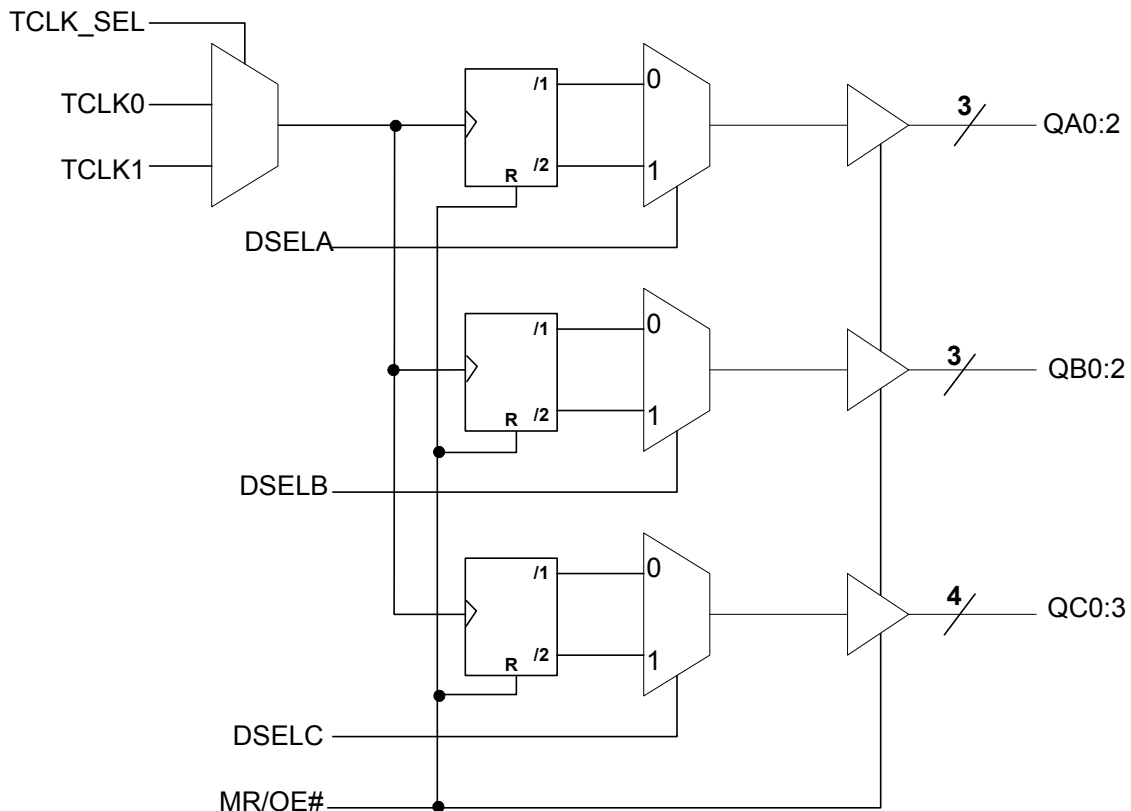 TCLK_SEL
TCLK0
TCLK1
/1
/2
R
0
1
3
QA0:2
DSELA
/1
/2
R
0
1
3
QB0:2
DSELB
/1
/2
R
0
1
4
QC0:3
DSELC
MR/OE#